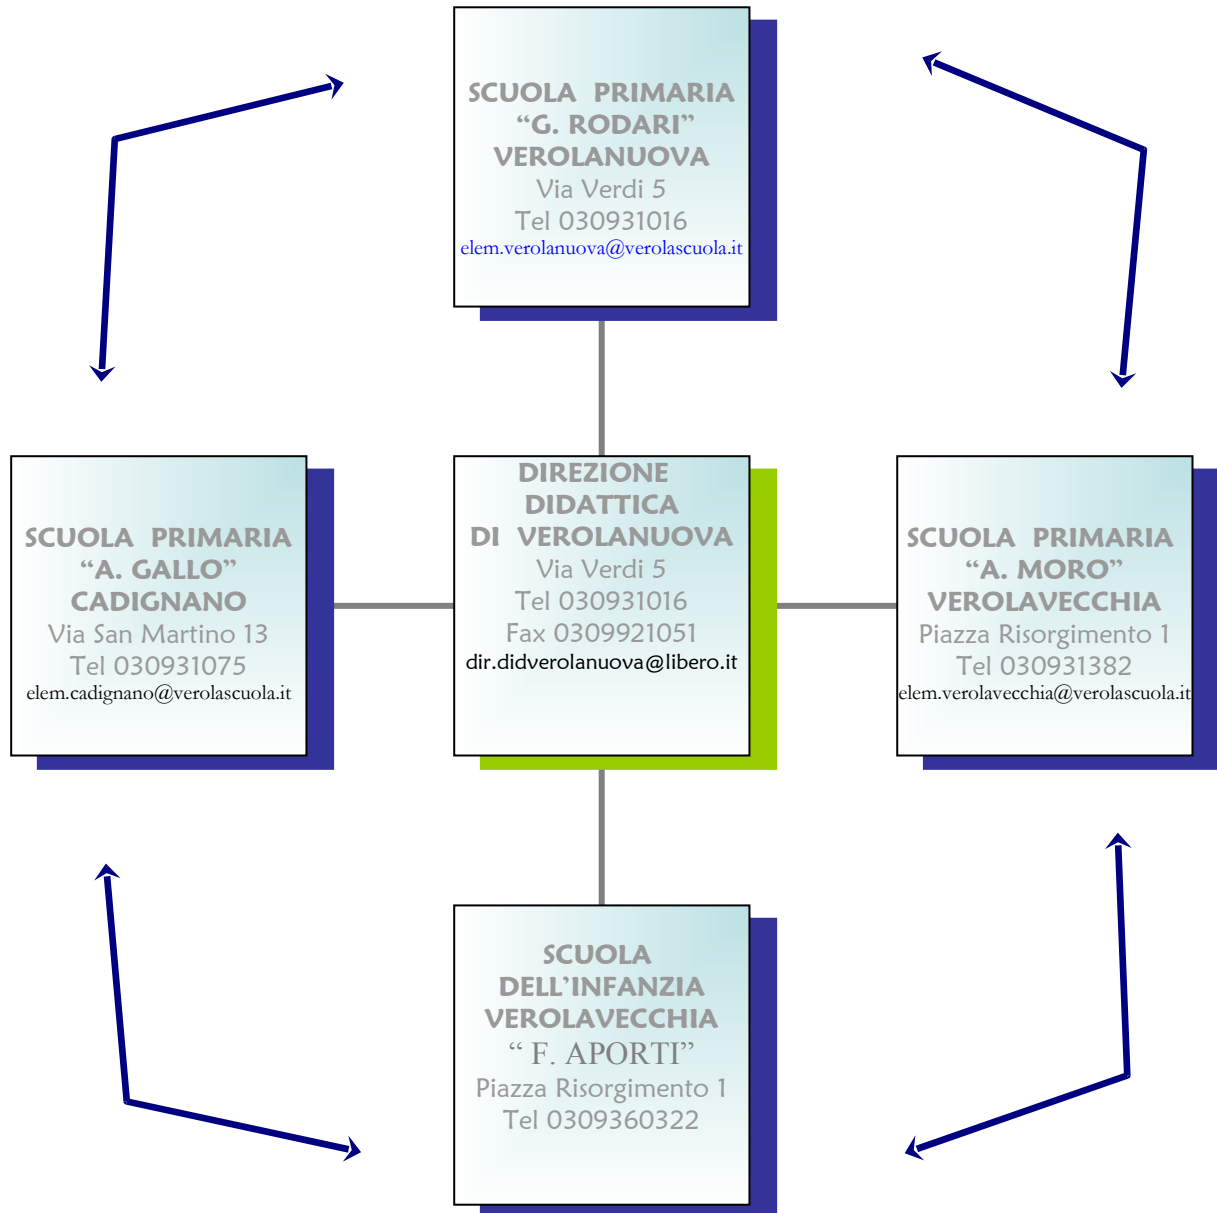 SCUOLA PRIMARIA
“G. RODARI”
VEROLANUOVA
Via Verdi 5
Tel 030931016
elem.verolanuova@verolascuola.it
SCUOLA PRIMARIA
“A. GALLO”
CADIGNANO
Via San Martino 13
Tel 030931075
elem.cadignano@verolascuola.it
DIREZIONE
DIDATTICA
DI VEROLANUOVA
Via Verdi 5
Tel 030931016
Fax 0309921051
dir.didverolanuova@libero.it
SCUOLA PRIMARIA
“A. MORO”
VEROLAVECCHIA
Piazza Risorgimento 1
Tel 030931382
elem.verolavecchia@verolascuola.it
SCUOLA
DELL’INFANZIA
VEROLAVECCHIA
“ F. APORTI”
Piazza Risorgimento 1
Tel 0309360322